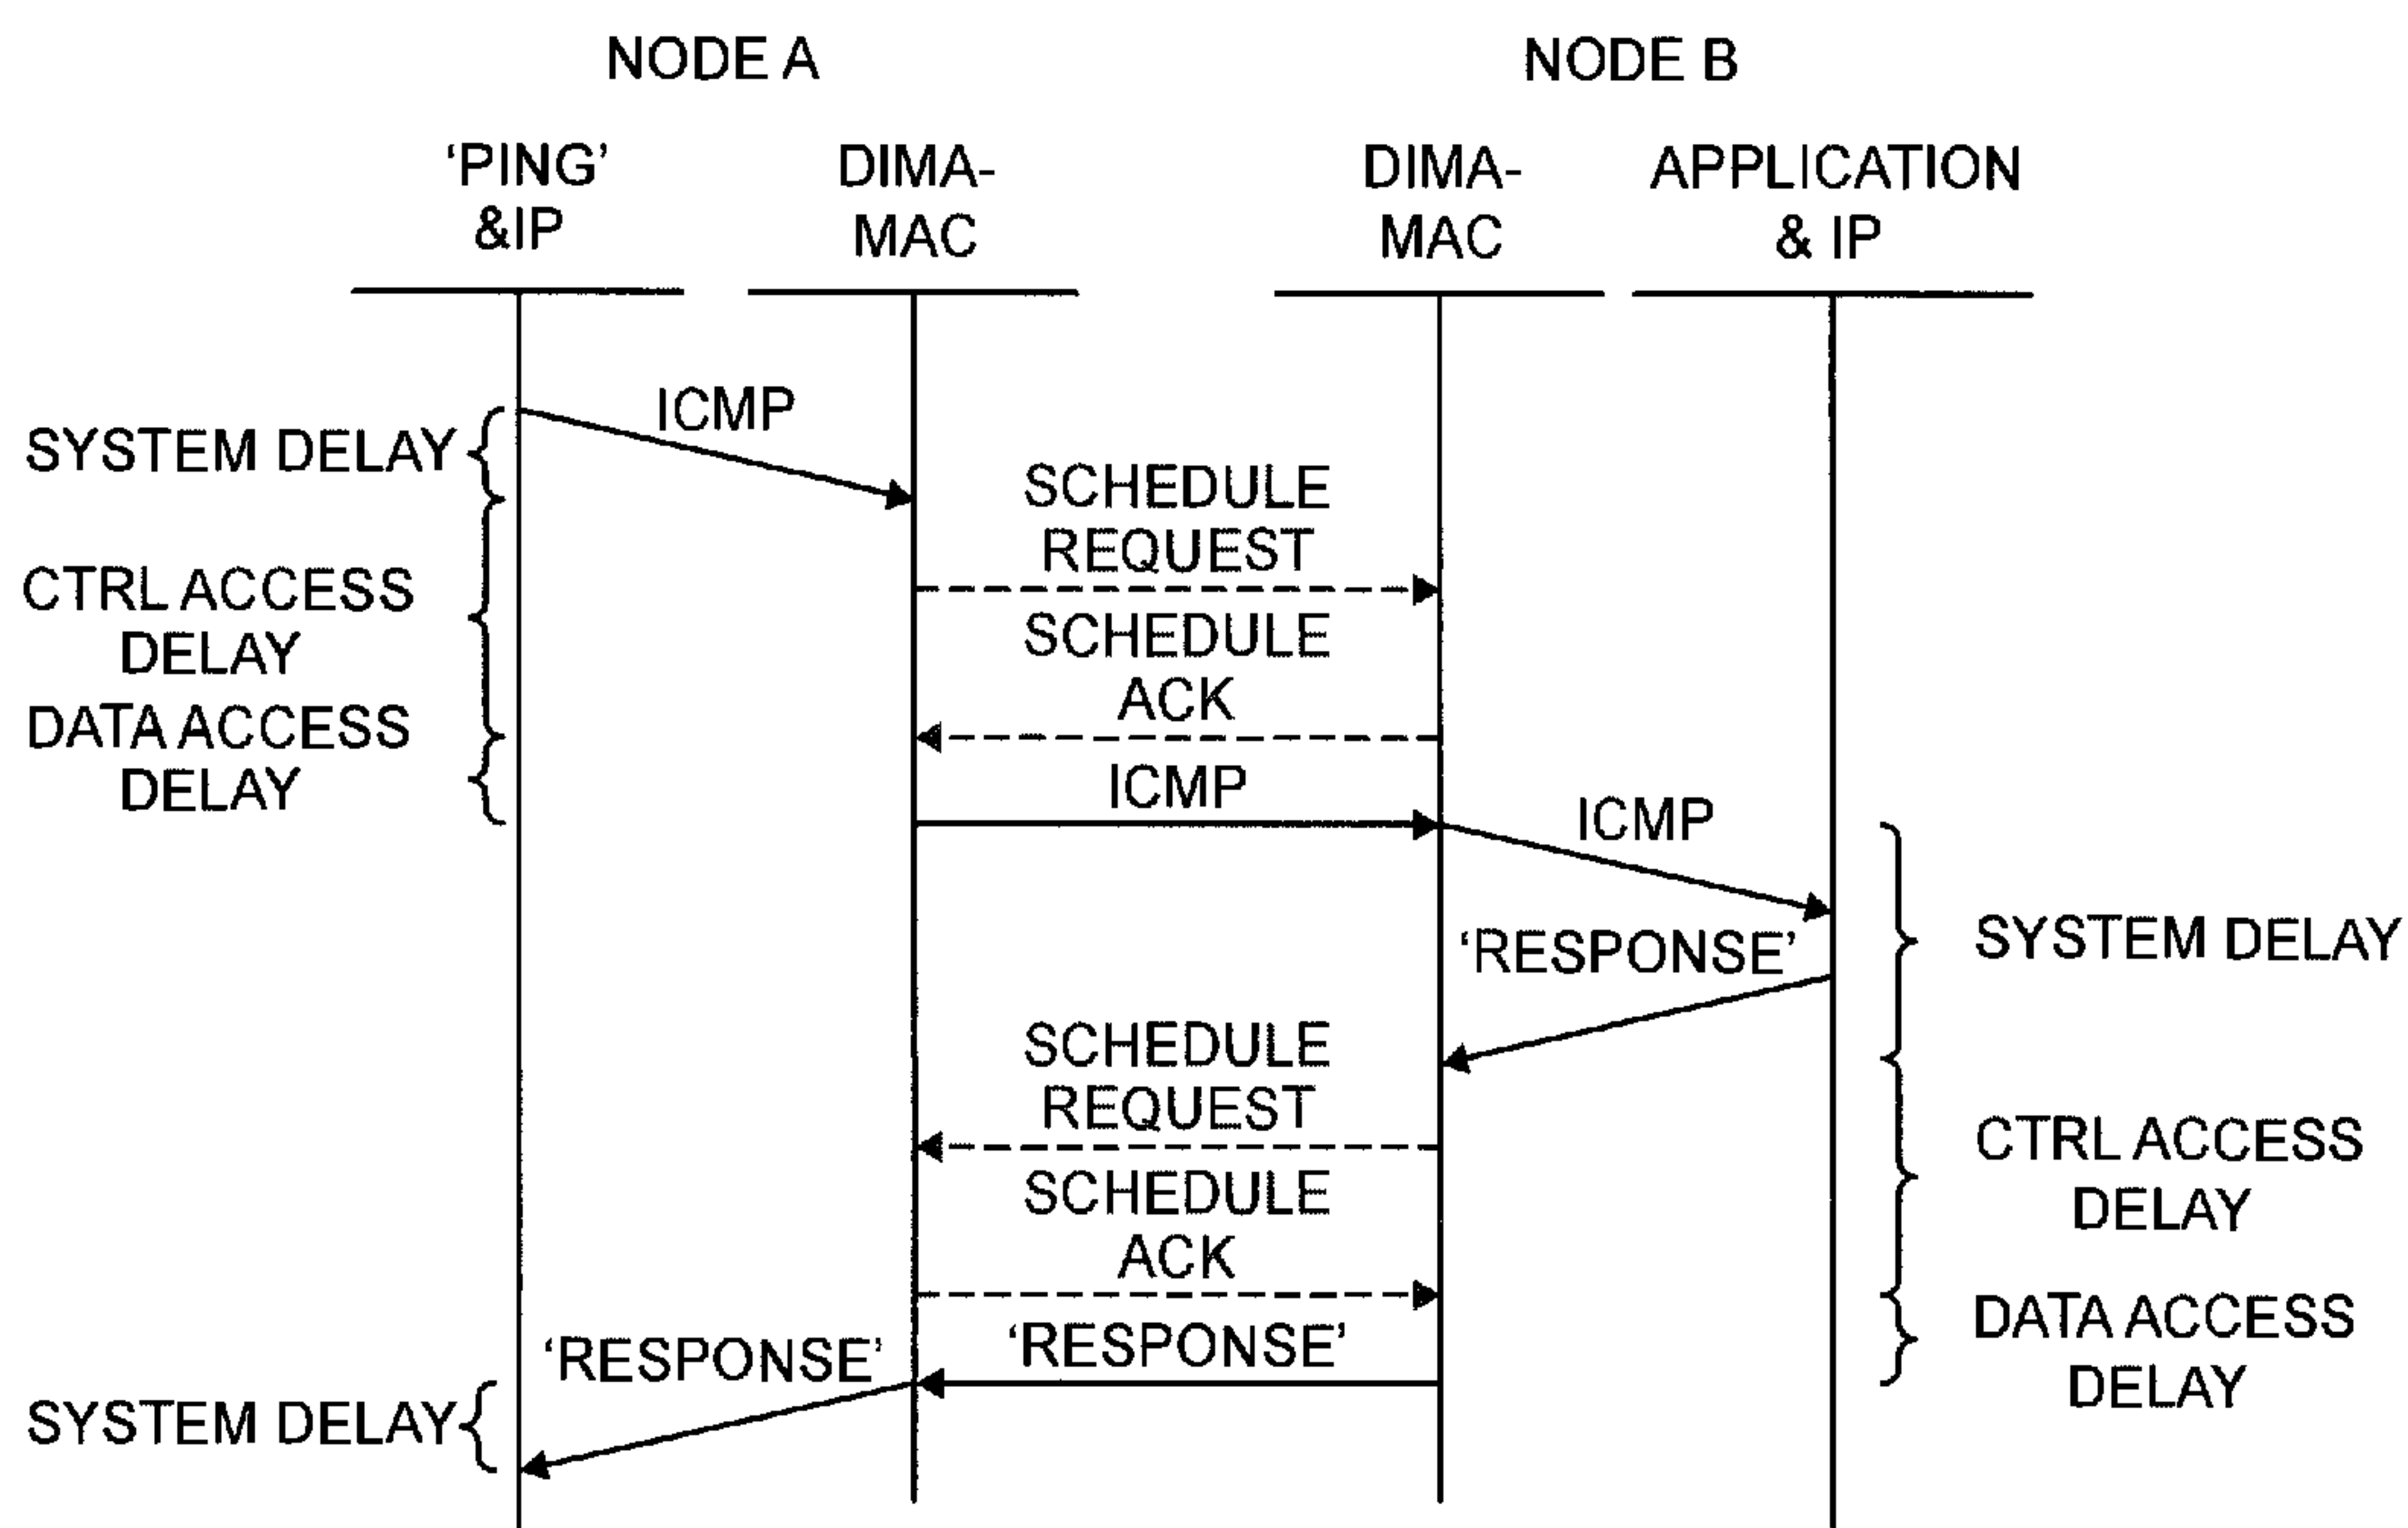 NODE A
NODE B
'PING'
&IP
DIMA-
MAC
DIMA-
MAC
APPLICATION
& IP
ICMP
SYSTEM DELAY
SCHEDULE
REQUEST
CTRL ACCESS
DELAY
SCHEDULE
ACK
DATA ACCESS
DELAY
ICMP
ICMP
'RESPONSE'
SYSTEM DELAY
SCHEDULE
REQUEST
CTRL ACCESS
DELAY
SCHEDULE
ACK
DATA ACCESS
DELAY
'RESPONSE'
'RESPONSE'
SYSTEM DELAY